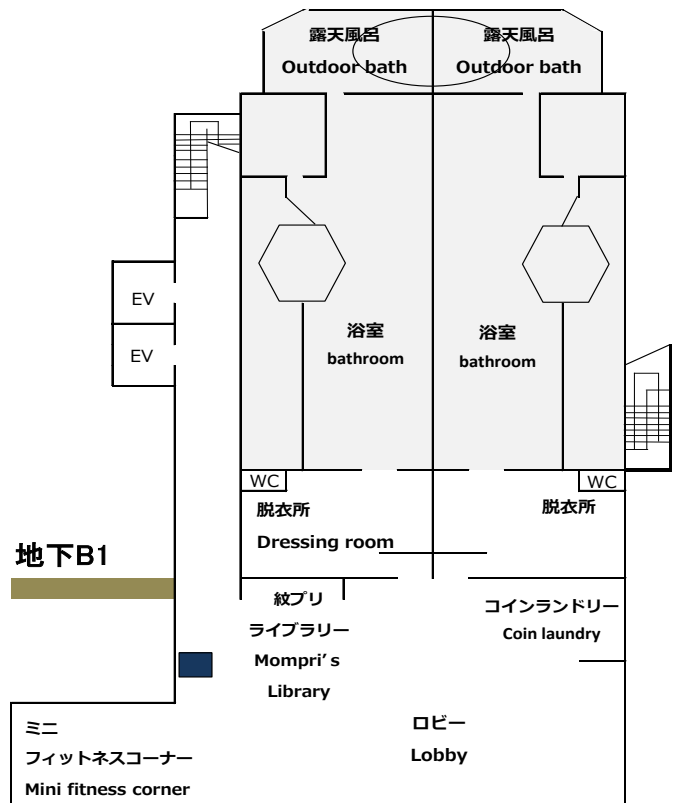 露天風呂
Outdoor bath
露天風呂
Outdoor bath
EV
EV
浴室
bathroom
浴室
bathroom
WC
WC
脱衣所
Dressing room
脱衣所
地下B1
紋プリ
ライブラリー
Mompri's
Library
コインランドリー
Coin laundry
ミニ
フィットネスコーナー
Mini fitness corner
ロビー
Lobby